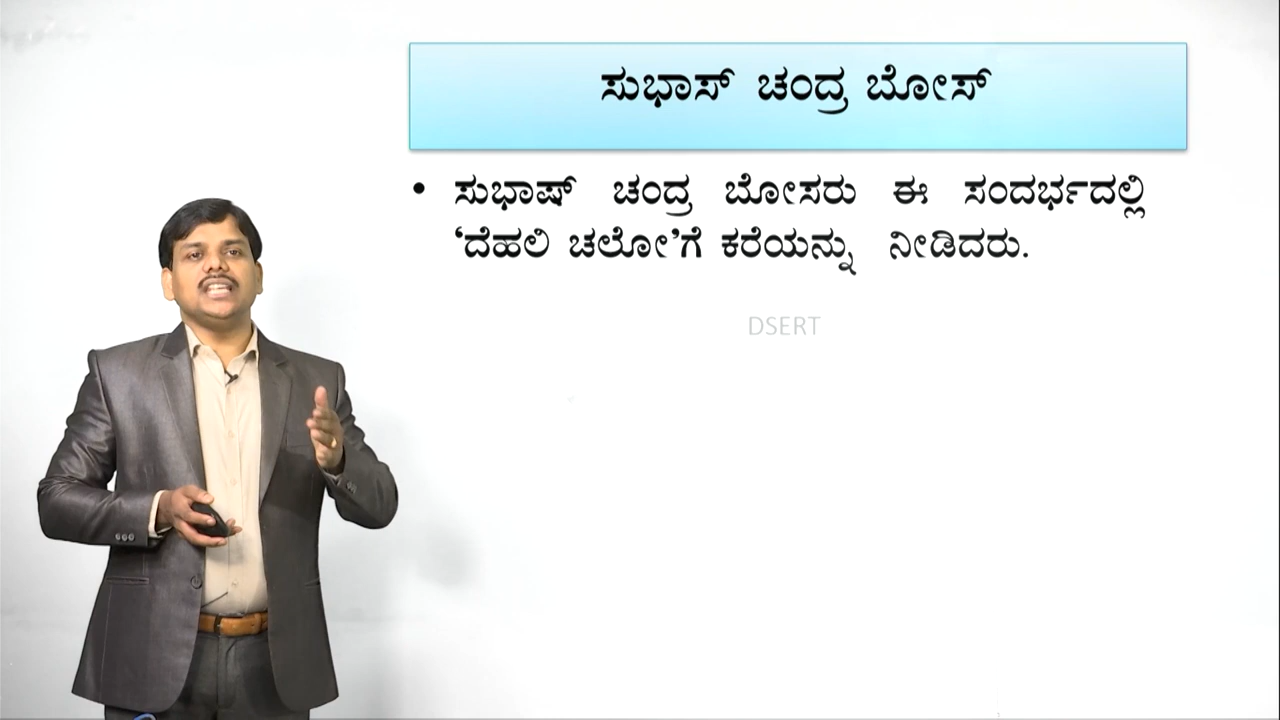 ಸುಭಾಸ್ ಚಂದ್ರ ಬೋಸ್
• ಸುಭಾಷ್ ಚಂದ್ರ ಬೋಸರು ಈ ಸಂದರ್ಭದಲ್ಲಿ
‘ದೆಹಲಿ ಚಲೋ’ಗೆ ಕರೆಯನ್ನು ನೀಡಿದರು.
DSERT